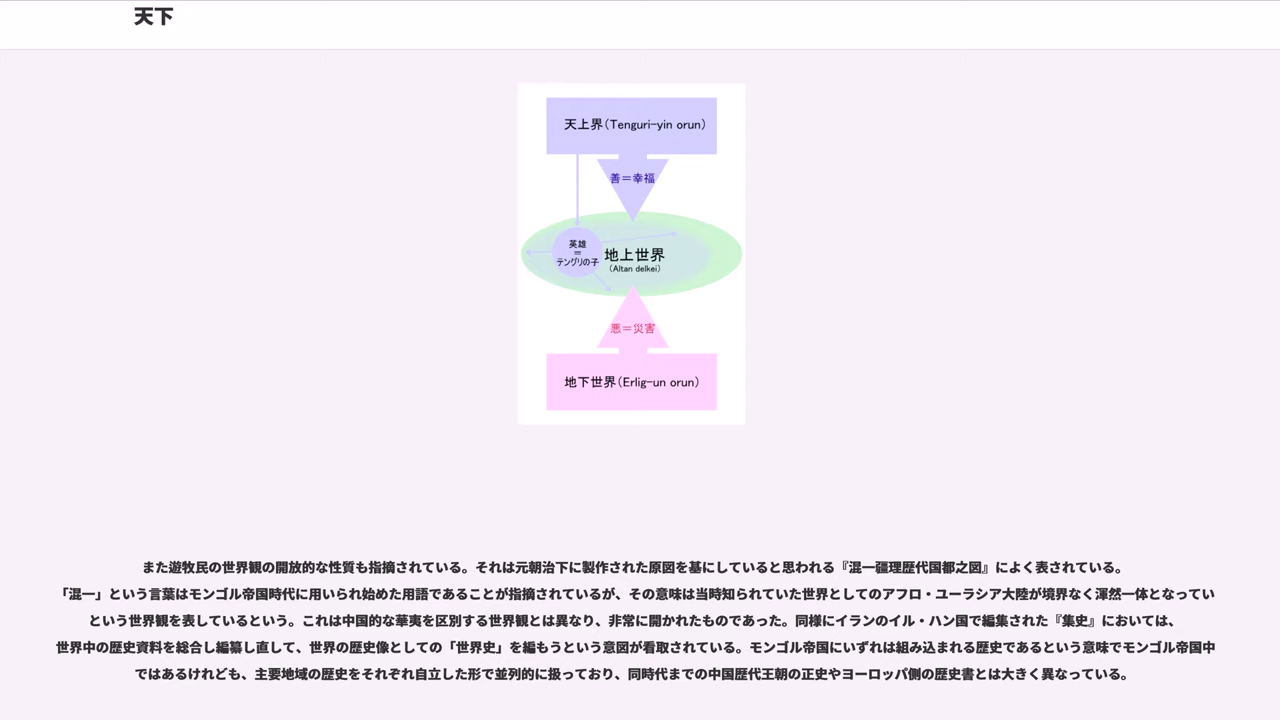 天下
天上界(Tenguri-yin orun)
善=幸福
英雄
=
テングリの子
地上世界
(Altan delkei)
悪=災害
地下世界(Erlig-un orun)
また遊牧民の世界観の開放的な性質も指摘されている。それは元朝治下に製作された原図を基にしていると思われる『混一疆理歴代国都之図』によく表されている。
「混一」という言葉はモンゴル帝国時代に用いられ始めた用語であることが指摘されているが、その意味は当時知られていた世界としてのアフロ・ユーラシア大陸が境界なく渾然一体となってい
という世界観を表しているという。これは中国的な華夷を区別する世界観とは異なり、非常に開かれたものであった。同様にイランのイル・ハン国で編集された『集史』においては、
世界中の歴史資料を総合し編纂し直して、世界の歴史像としての「世界史」を編もうという意図が看取されている。モンゴル帝国にいずれは組み込まれる歴史であるという意味でモンゴル帝国中
ではあるけれども、主要地域の歴史をそれぞれ自立した形で並列的に扱っており、同時代までの中国歴代王朝の正史やヨーロッパ側の歴史書とは大きく異なっている。